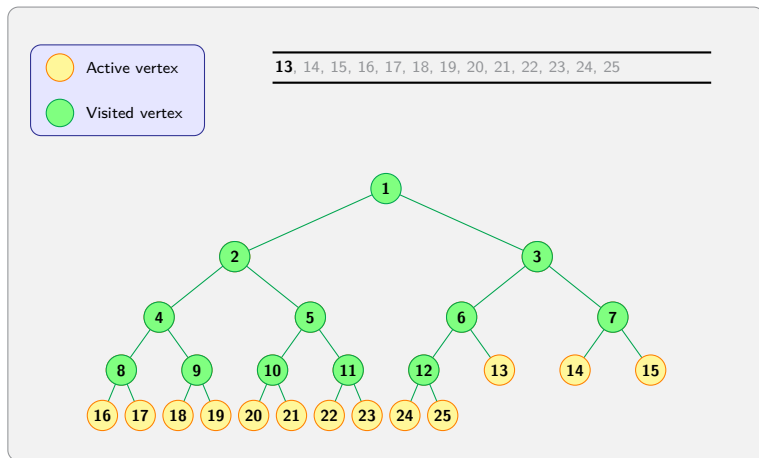 Active vertex
Visited vertex
13, 14, 15, 16, 17, 18, 19, 20, 21, 22, 23, 24, 25
1
2 3
4 5 6 7
8 9 10 11 12 13 14 15
16 17 18 19 20 21 22 23 24 25